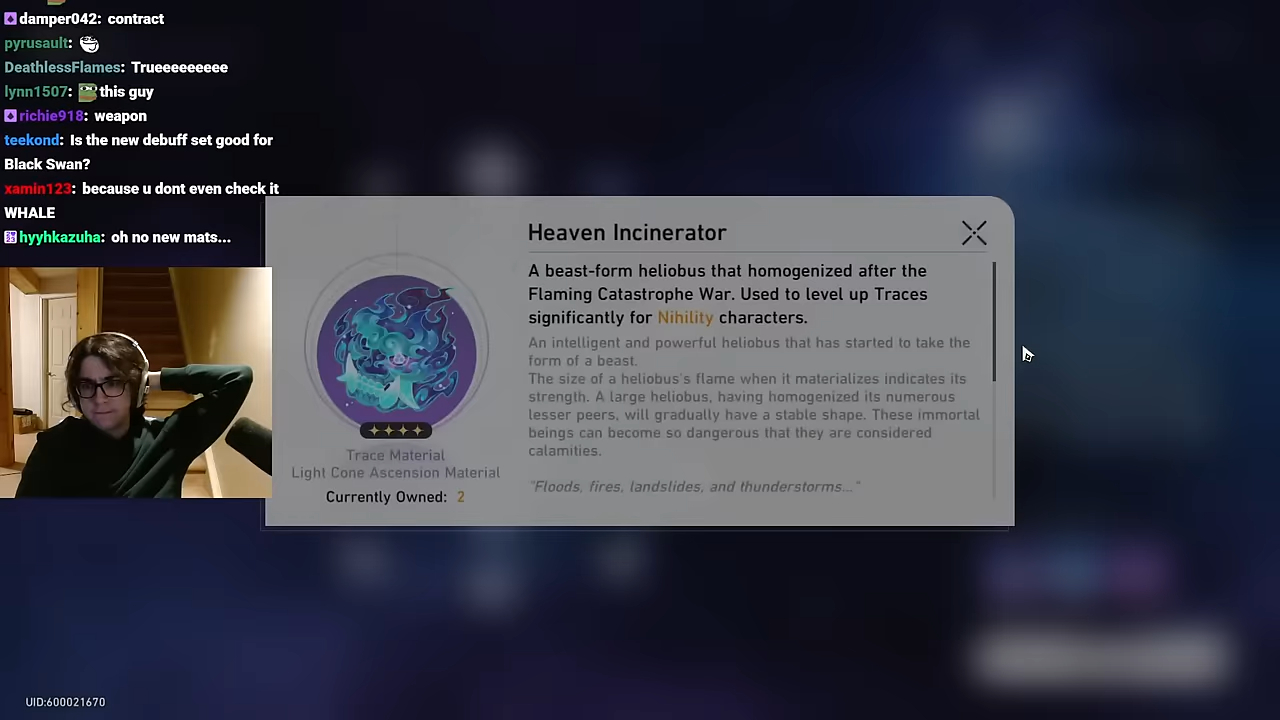 damper042: contract
pyrusault:
DeathlessFlames: Trueeeeeeeee
lynn1507: this guy
richie918: weapon
teekond: Is the new debuff set good for
Black Swan?
xamin123: because u dont even check it
WHALE
hyyhkazuha: oh no new mats...
Heaven Incinerator
A beast-form heliobus that homogenized after the
Flaming Catastrophe War. Used to level up Traces
significantly for Nihility characters.
An intelligent and powerful heliobus that has started to take the
form of a beast.
The size of a heliobus's flame when it materializes indicates its
strength. A large heliobus, having homogenized its numerous
lesser peers, will gradually have a stable shape. These immortal
beings can become so dangerous that they are considered
calamities.
"Floods, fires, landslides, and thunderstorms..."
Trace Material
Light Cone Ascension Material
Currently Owned: 2
UID:600021670